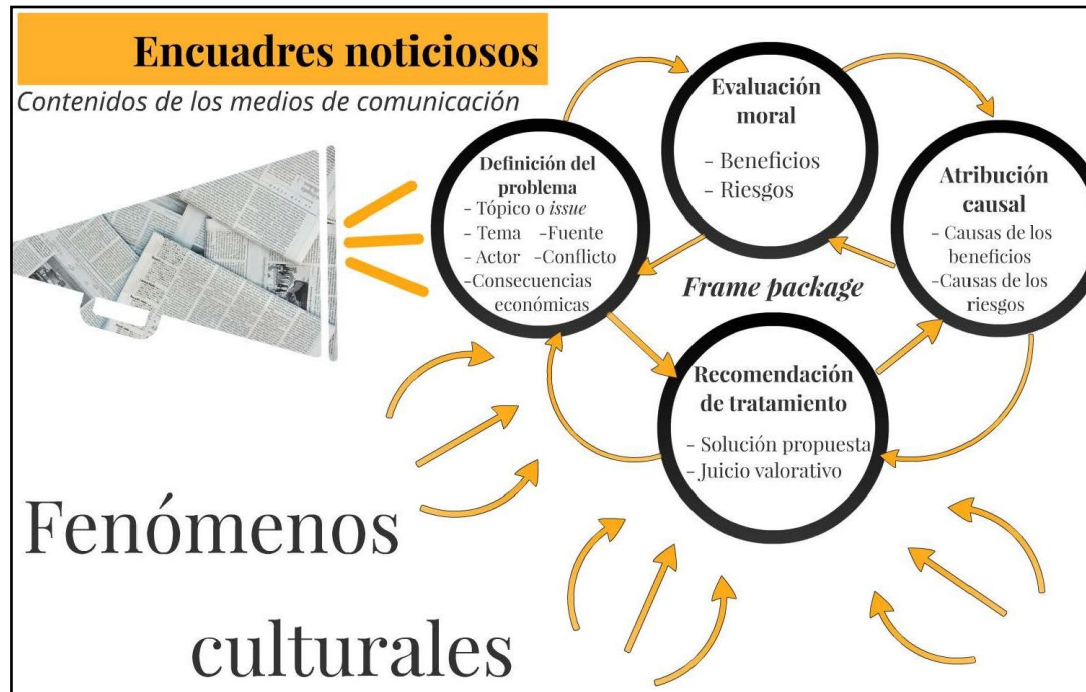 Encuadres noticiosos
Contenidos de los medios de comunicación
Definición del
problema
- Tópico o issue
- Tema -Fuente
- Actor -Conflicto
-Consecuencias
económicas
Evaluación
moral
- Beneficios
- Riesgos
Atribución
causal
- Causas de los
beneficios
-Causas de los
riesgos
Frame package
Recomendación
de tratamiento
- Solución propuesta
- Juicio valorativo
Fenómenos
culturales